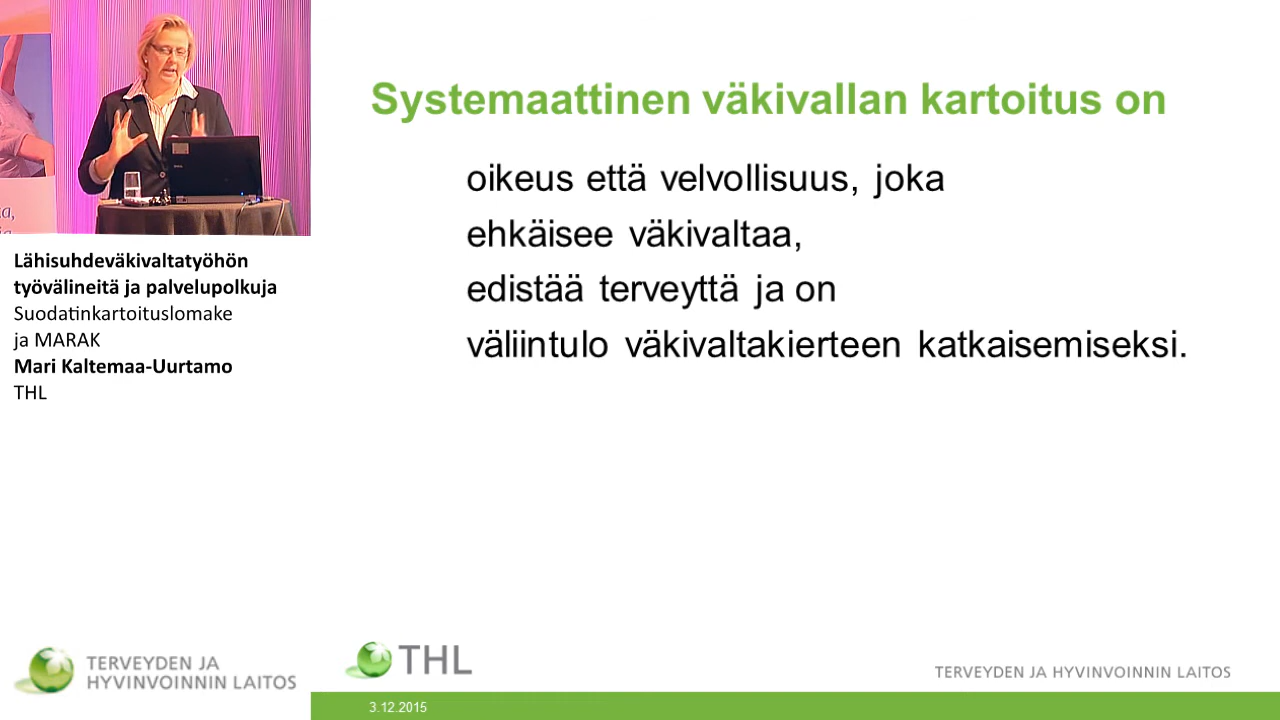 Systemaattinen väkivallan kartoitus on
oikeus että velvollisuus, joka
ehkäisee väkivaltaa,
edistää terveyttä ja on
väliintulo väkivaltakierteen katkaisemiseksi.
Lähisuhdeväkivaltatyöhön
työvälineitä ja palvelupolkuja
Suodatinkartoituslomake
ja MARAK
Mari Kaltemaa-Uurtamo
THL
TERVEYDEN JA
HYVINVOINNIN LAITOS
THL
TERVEYDEN JA HYVINVOINNIN LAITOS
3.12.2015